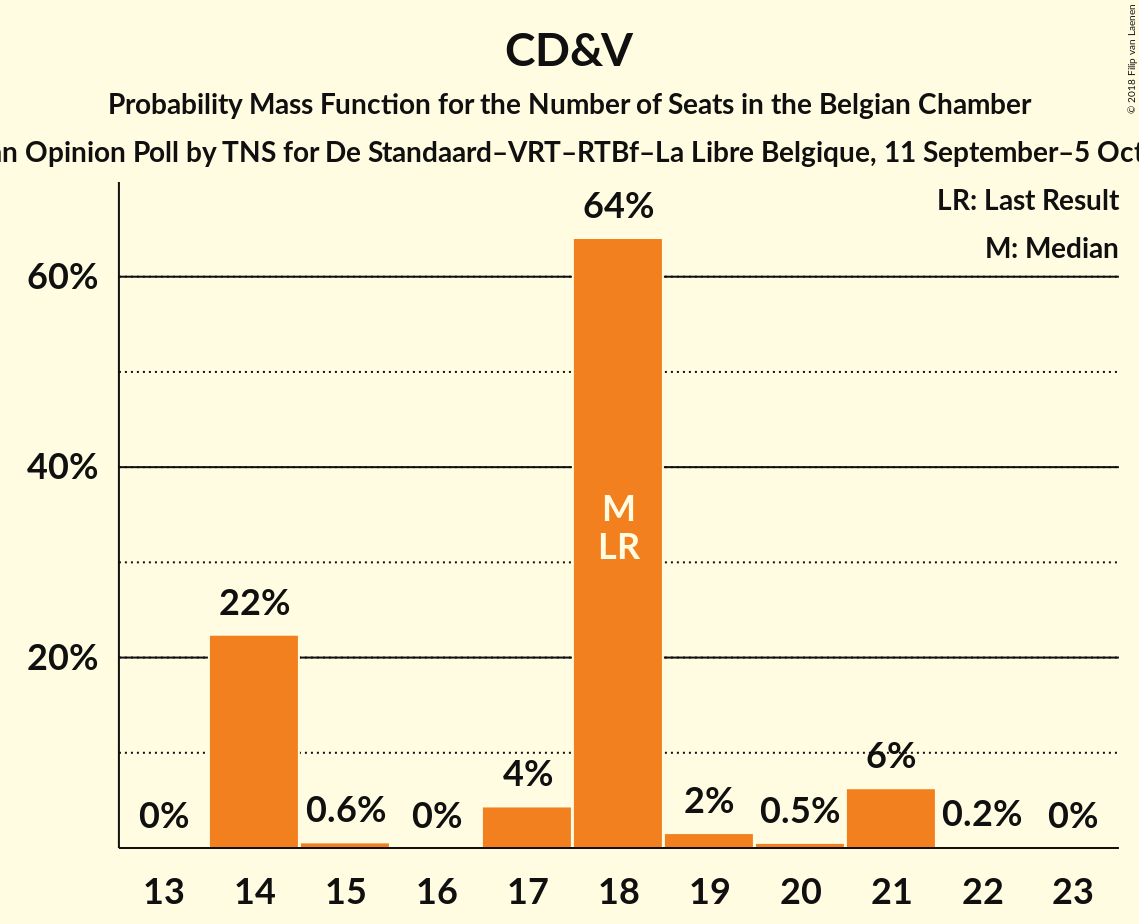 CD&V
Probability Mass Function for the Number of Seats in the Belgian Chamber
n Opinion Poll by TNS for De Standaard–VRT–RTBf–La Libre Belgique, 11 September–5 Oct
© 2018 Filip van Laenen
LR: Last Result
M: Median
60%
40%
20%
0%
22%
0.6%
0%
4%
64%
M
LR
2%
0.5%
6%
0.2%
0%
13 14 15 16 17 18 19 20 21 22 23